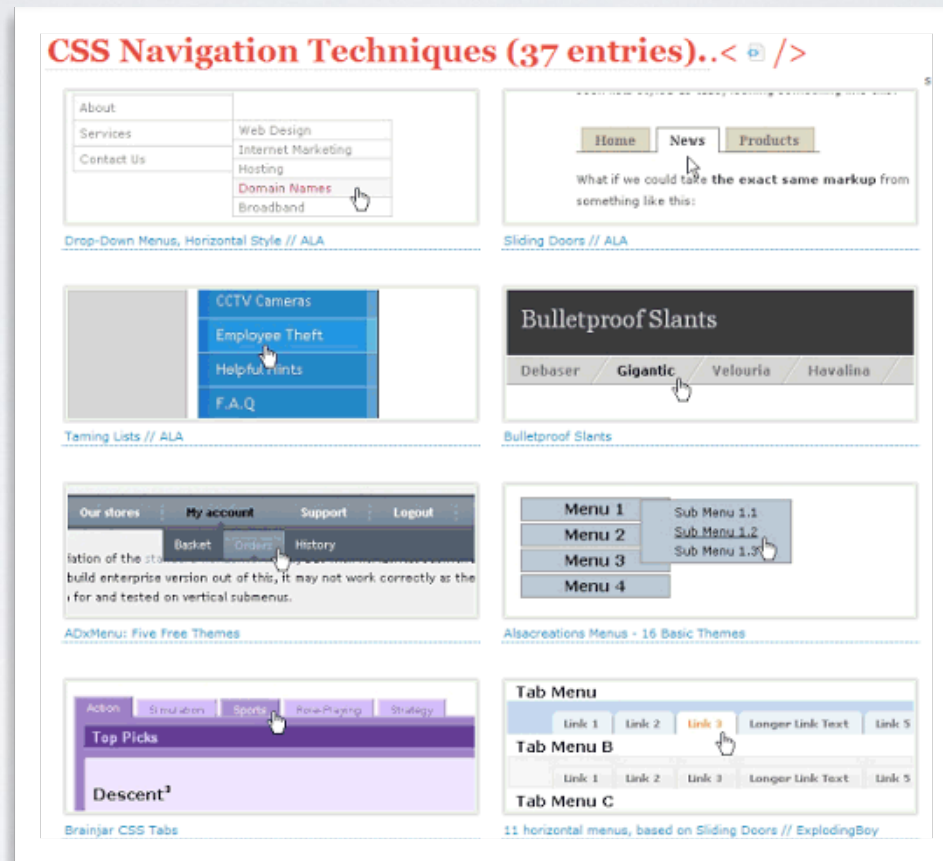 CSS Navigation Techniques (37 entries)..< />
s
About
Services
Contact Us
Web Design
Internet Marketing
Hosting
Domain Names
Broadband
Drop-Down Menus, Horizontal Style // ALA
Home News Products
What if we could take the exact same markup from
something like this:
Sliding Doors // ALA
CCTV Cameras
Employee Theft
Helpful Hints
F.A.Q
Taming Lists // ALA
Bulletproof Slants
Debaser Gigantic Velouria Havalina
Bulletproof Slants
Our stores My account Support Logout
Basket Orders History
iation of the
build enterprise version out of this, it may not work correctly as the
for and tested on vertical submenus.
ADxMenu: Five Free Themes
Menu 1
Menu 2
Menu 3
Menu 4
Sub Menu 1.1
Sub Menu 1.2
Sub Menu 1.3
Alsacreations Menus - 16 Basic Themes
Action Simulation Sports Role-Playing Strategy
Top Picks
Descent³
Brainjar CSS Tabs
Tab Menu
Link 1 Link 2 Link 3 Longer Link Text Link 5
Tab Menu B
Link 1 Link 2 Link 3 Longer Link Text Link 5
Tab Menu C
11 horizontal menus, based on Sliding Doors // ExplodingBoy